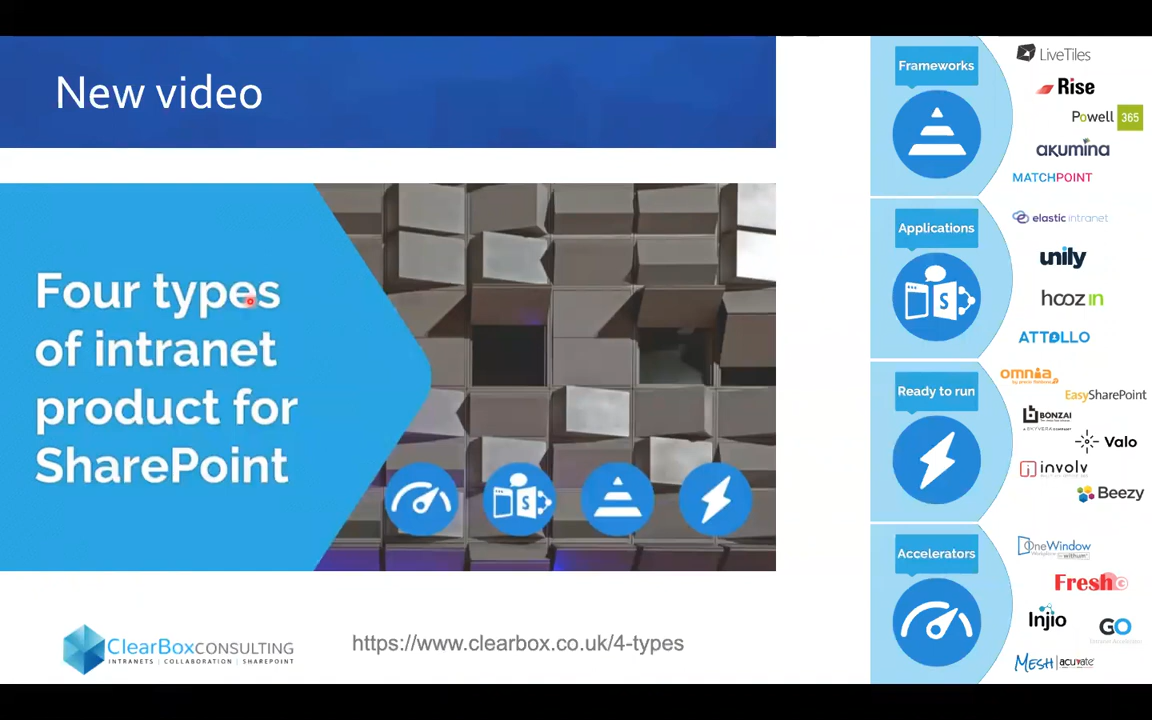 New video
Four types
of intranet
product for
SharePoint
ClearBoxCONSULTING
INTRANETS | COLLABORATION | SHAREPOINT
https://www.clearbox.co.uk/4-types
Frameworks
LiveTiles
Rise
Powell 365
akumina
MATCHPOINT
Applications
S
elastic intranet
unily
hoozin
ATTOLLO
Ready to run
omnia
EasySharePoint
BONZAI
Valo
involv
Beezy
Accelerators
OneWindow
Fresh
Injio
GO
MESH | acuvate